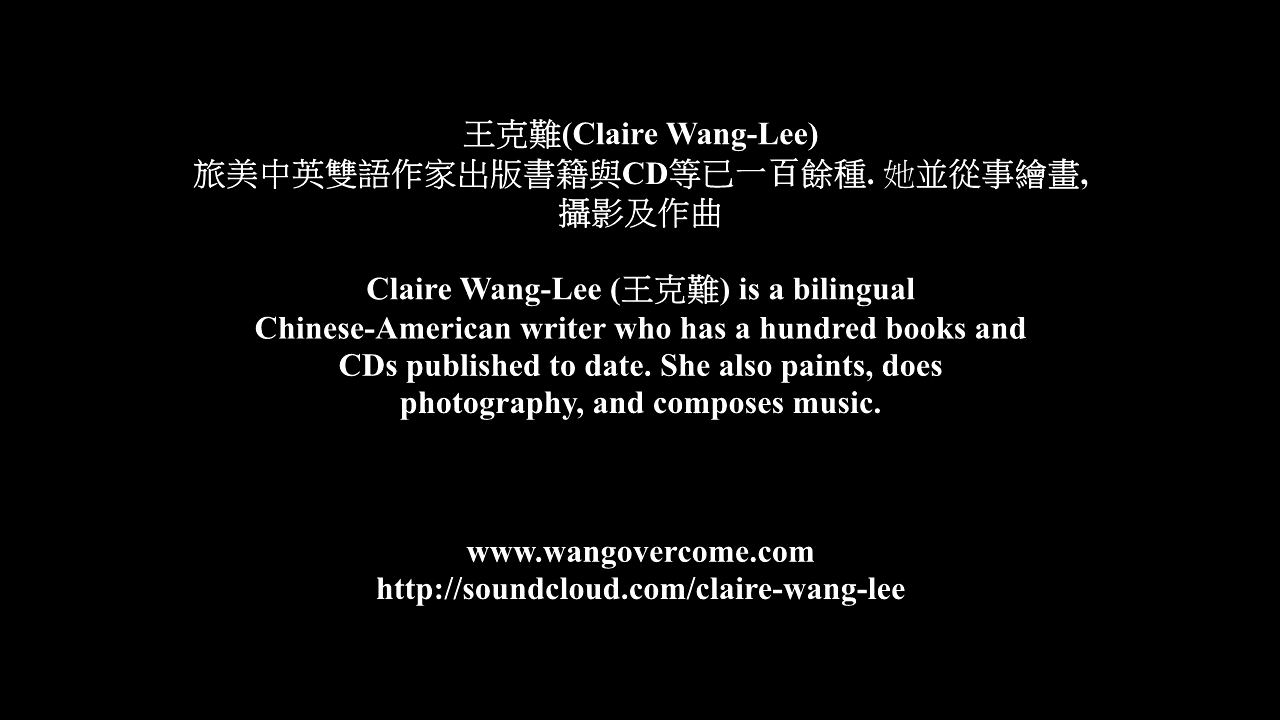 王克難(Claire Wang-Lee)
旅美中英雙語作家出版書籍與CD等已一百餘種. 她並從事繪畫,
攝影及作曲
Claire Wang-Lee (王克難) is a bilingual
Chinese-American writer who has a hundred books and
CDs published to date. She also paints, does
photography, and composes music.
www.wangovercome.com
http://soundcloud.com/claire-wang-lee